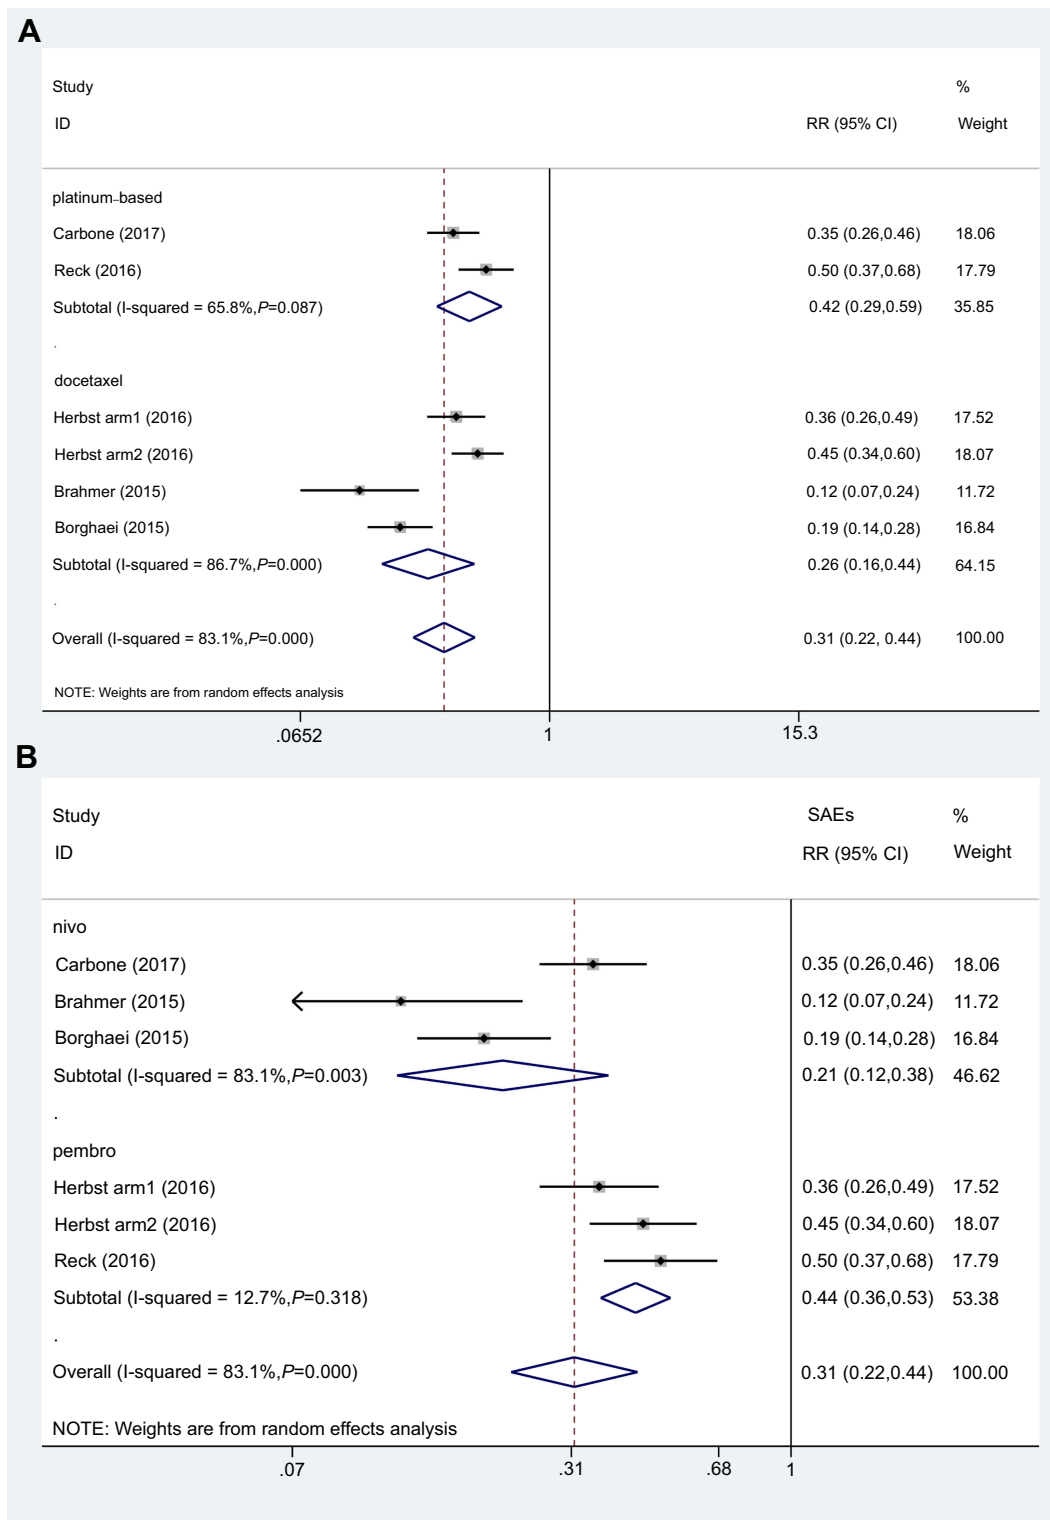 A
Study %
ID RR (95% CI) Weight
platinum-based
Carbone (2017) 0.35 (0.26,0.46) 18.06
Reck (2016) 0.50 (0.37,0.68) 17.79
Subtotal (I-squared = 65.8%,P=0.087) 0.42 (0.29,0.59) 35.85
.
docetaxel
Herbst arm1 (2016) 0.36 (0.26,0.49) 17.52
Herbst arm2 (2016) 0.45 (0.34,0.60) 18.07
Brahmer (2015) 0.12 (0.07,0.24) 11.72
Borghaei (2015) 0.19 (0.14,0.28) 16.84
Subtotal (I-squared = 86.7%,P=0.000) 0.26 (0.16,0.44) 64.15
.
Overall (I-squared = 83.1%,P=0.000) 0.31 (0.22, 0.44) 100.00
NOTE: Weights are from random effects analysis
.0652 1 15.3
B
Study SAEs %
ID RR (95% CI) Weight
nivo
Carbone (2017) 0.35 (0.26,0.46) 18.06
Brahmer (2015) 0.12 (0.07,0.24) 11.72
Borghaei (2015) 0.19 (0.14,0.28) 16.84
Subtotal (I-squared = 83.1%,P=0.003) 0.21 (0.12,0.38) 46.62
.
pembro
Herbst arm1 (2016) 0.36 (0.26,0.49) 17.52
Herbst arm2 (2016) 0.45 (0.34,0.60) 18.07
Reck (2016) 0.50 (0.37,0.68) 17.79
Subtotal (I-squared = 12.7%,P=0.318) 0.44 (0.36,0.53) 53.38
.
Overall (I-squared = 83.1%,P=0.000) 0.31 (0.22,0.44) 100.00
NOTE: Weights are from random effects analysis
.07 .31 .68 1